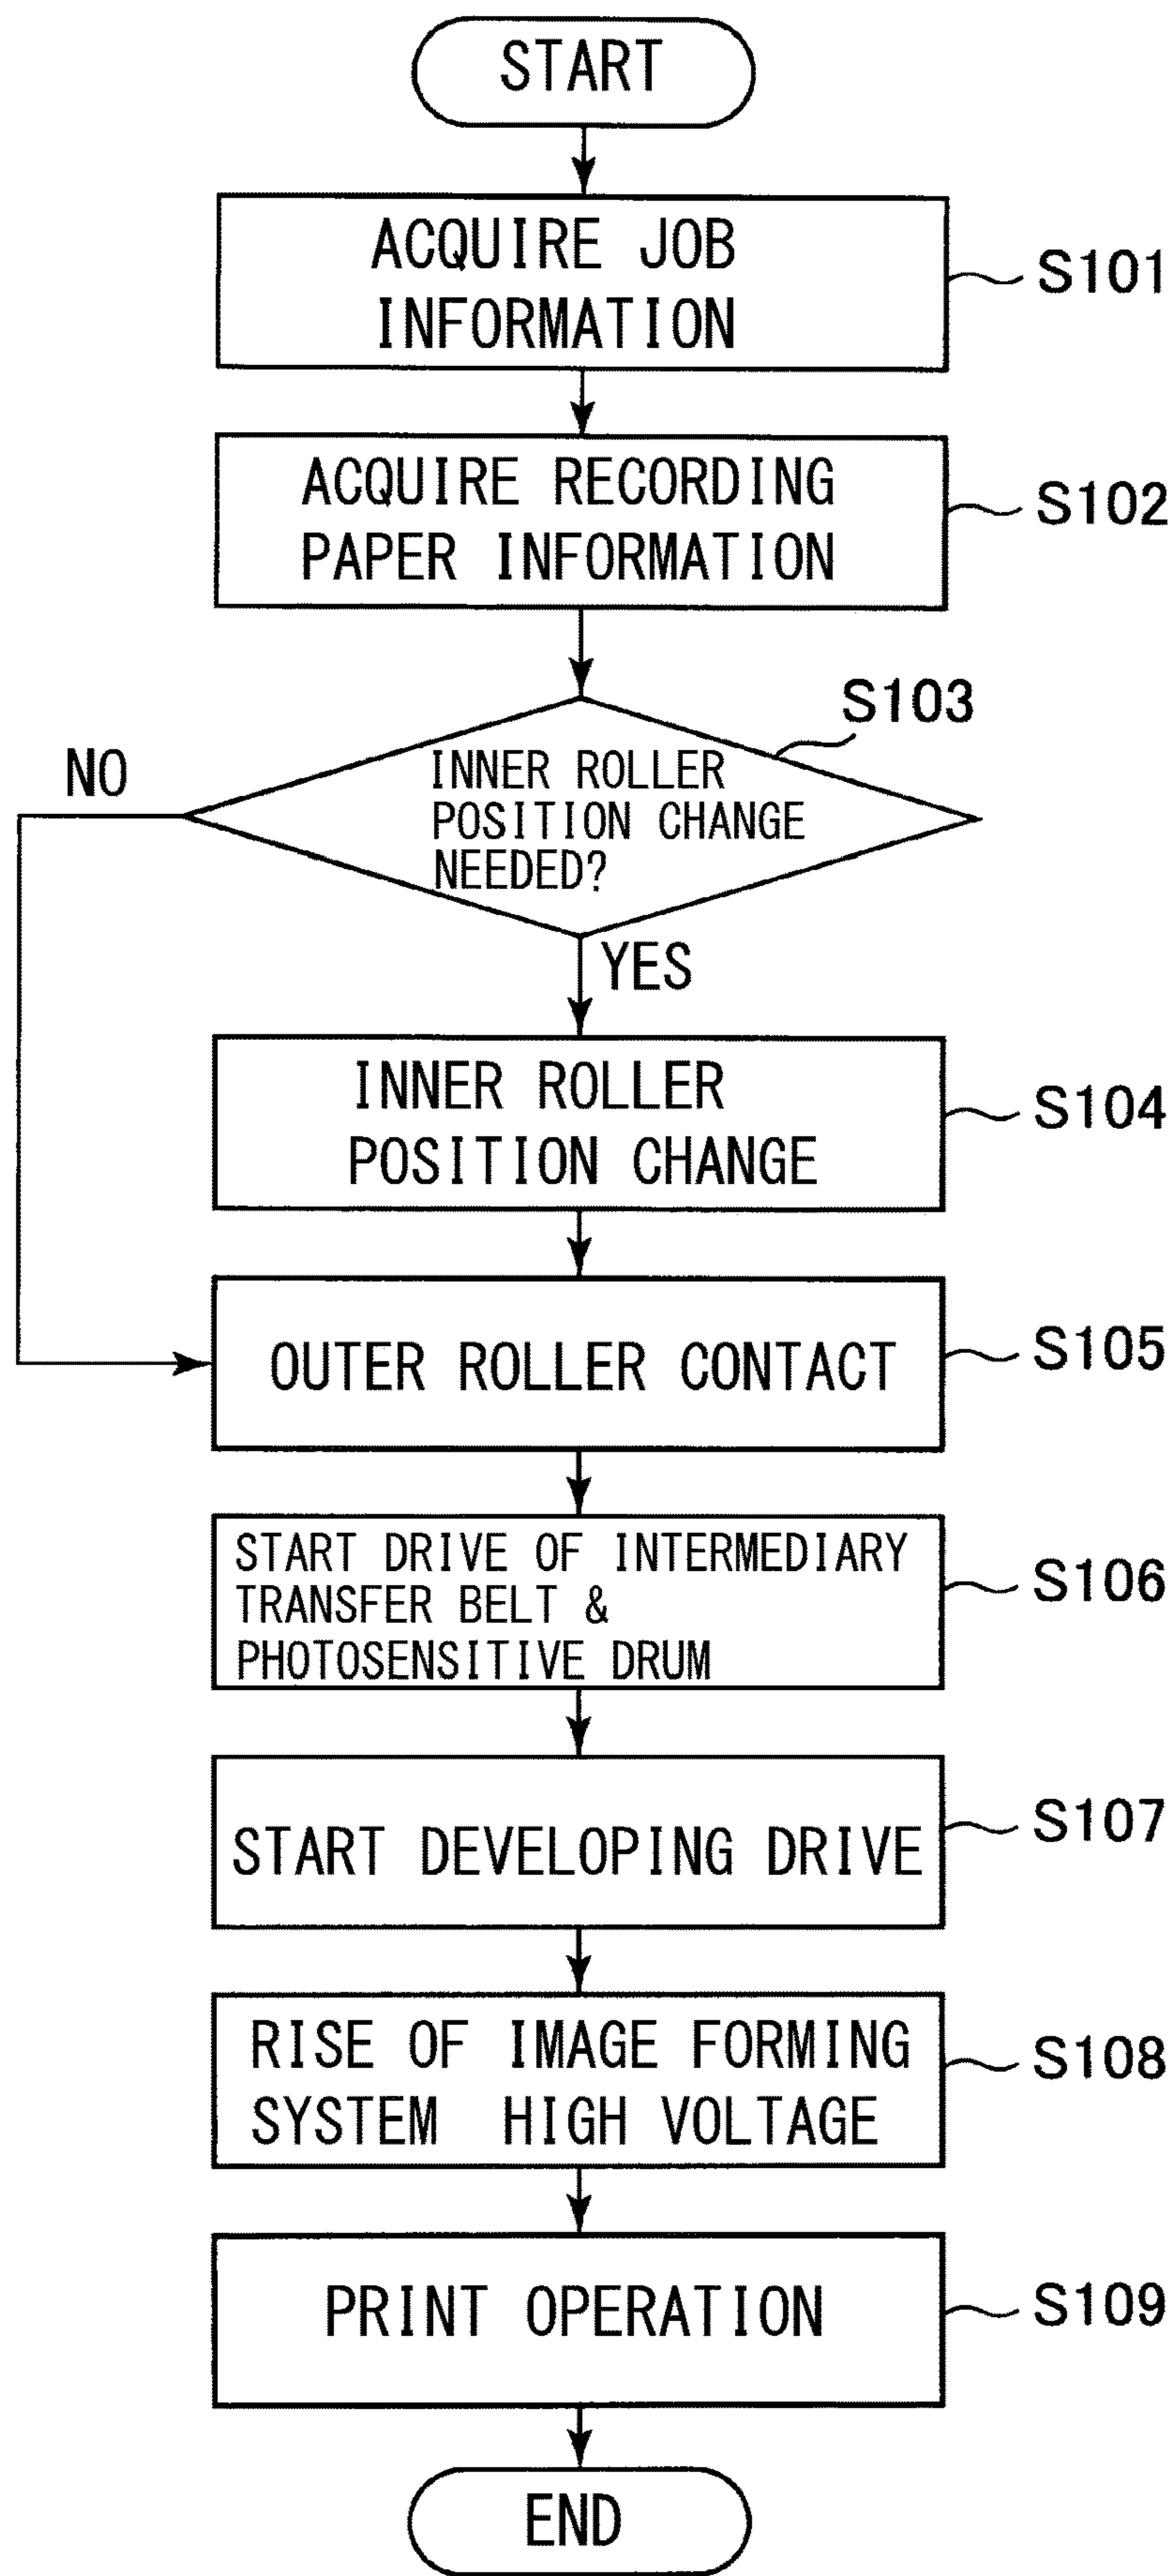 START
ACQUIRE JOB
INFORMATION
S101
ACQUIRE RECORDING
PAPER INFORMATION
S102
S103
INNER ROLLER
POSITION CHANGE
NEEDED?
NO
YES
INNER ROLLER
POSITION CHANGE
S104
OUTER ROLLER CONTACT
S105
START DRIVE OF INTERMEDIARY
TRANSFER BELT &
PHOTOSENSITIVE DRUM
S106
START DEVELOPING DRIVE
S107
RISE OF IMAGE FORMING
SYSTEM HIGH VOLTAGE
S108
PRINT OPERATION
S109
END